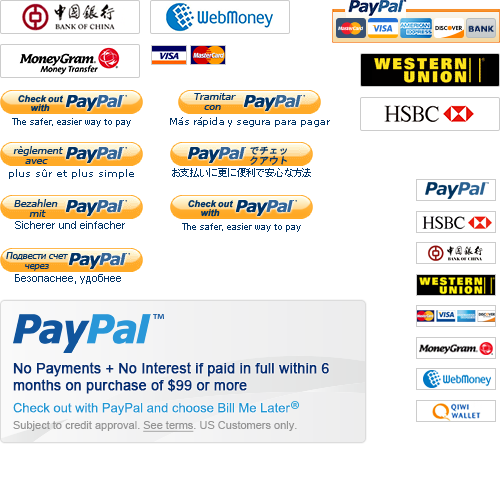 中国银行
BANK OF CHINA
WebMoney
PayPal
MasterCard VISA AMERICAN EXPRESS DISCOVER BANK
MoneyGram®
Money Transfer
VISA MasterCard
WESTERN
UNION
HSBC
Check out
with PayPal
The safer, easier way to pay
Tramitar
con PayPal
Más rápida y segura para pagar
règlement
avec PayPal
plus sûr et plus simple
PayPal でチェッ
クアウト
お支払いに更に便利で安心な方法
Bezahlen
mit PayPal
Sicherer und einfacher
Check out
with PayPal
The safer, easier way to pay
Подвести счет
через PayPal
Безопаснее, удобнее
PayPal
HSBC
中国银行
BANK OF CHINA
WESTERN
UNION
VISA
MoneyGram
WebMoney
QIWI
WALLET
PayPal™
No Payments + No Interest if paid in full within 6
months on purchase of $99 or more
Check out with PayPal and choose Bill Me Later®
Subject to credit approval. See terms. US Customers only.